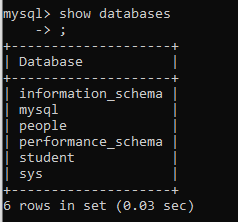 mysql> show databases
    -> ;
+--------------------+
| Database           |
+--------------------+
| information_schema |
| mysql              |
| people             |
| performance_schema |
| student            |
| sys                |
+--------------------+
6 rows in set (0.03 sec)